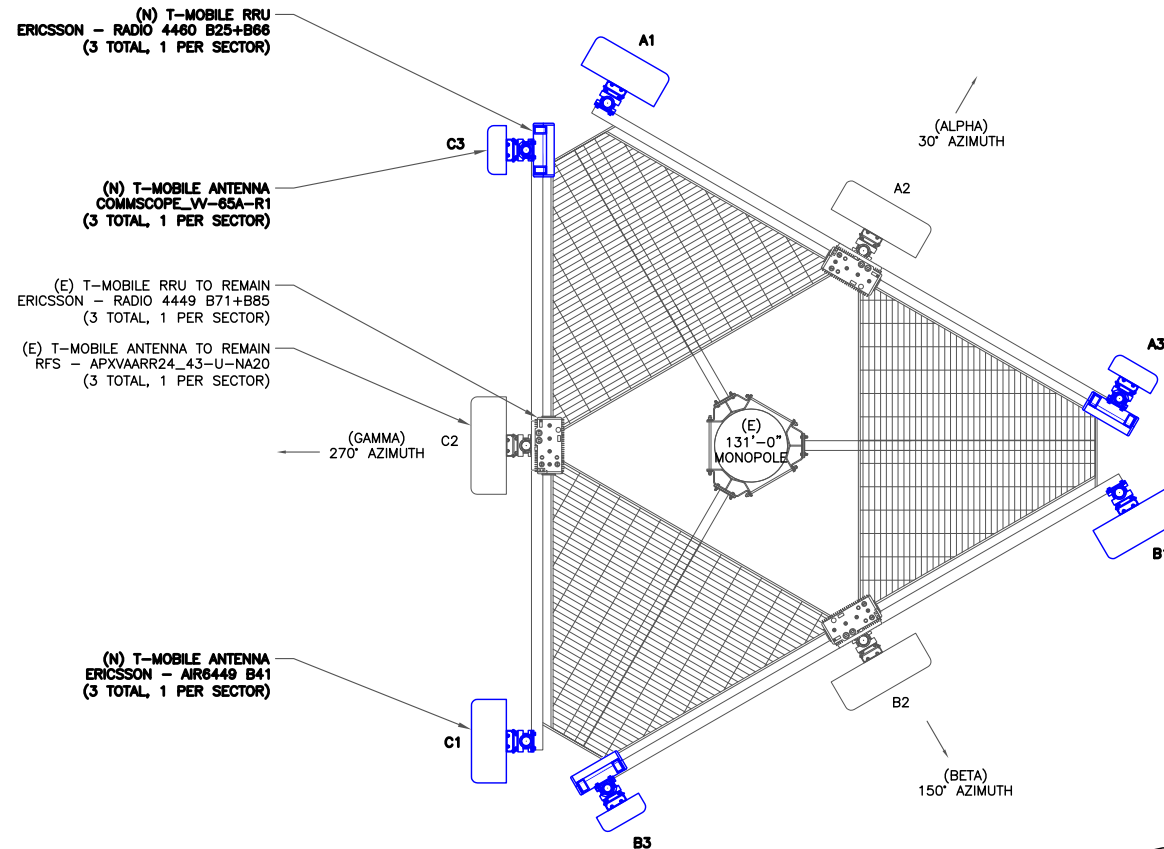 (N) T-MOBILE RRU
ERICSSON - RADIO 4460 B25+B66
(3 TOTAL, 1 PER SECTOR)
A1
(ALPHA)
30° AZIMUTH
C3
(N) T-MOBILE ANTENNA
COMMSCOPE_VV-65A-R1
(3 TOTAL, 1 PER SECTOR)
A2
(E) T-MOBILE RRU TO REMAIN
ERICSSON - RADIO 4449 B71+B85
(3 TOTAL, 1 PER SECTOR)
(E) T-MOBILE ANTENNA TO REMAIN
RFS - APXVAARR24_43-U-NA20
(3 TOTAL, 1 PER SECTOR)
A3
(GAMMA)
270° AZIMUTH
C2
(E)
131'-0"
MONOPOLE
B1
(N) T-MOBILE ANTENNA
ERICSSON - AIR6449 B41
(3 TOTAL, 1 PER SECTOR)
B2
C1
(BETA)
150° AZIMUTH
B3